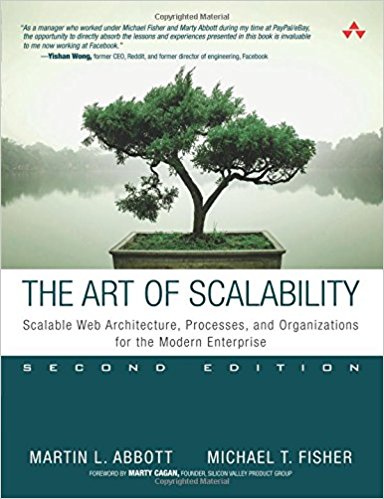 Copyrighted Material
"As a manager who worked under Michael Fisher and Marty Abbott during my time at PayPal/eBay,
the opportunity to directly absorb the lessons and experiences presented in this book is invaluable
to me now working at Facebook."
—Yishan Wong, former CEO, Reddit, and former director of engineering, Facebook
THE ART OF SCALABILITY
Scalable Web Architecture, Processes, and Organizations
for the Modern Enterprise
SECOND EDITION
MARTIN L. ABBOTT MICHAEL T. FISHER
FOREWORD BY MARTY CAGAN, FOUNDER, SILICON VALLEY PRODUCT GROUP
Copyrighted Material